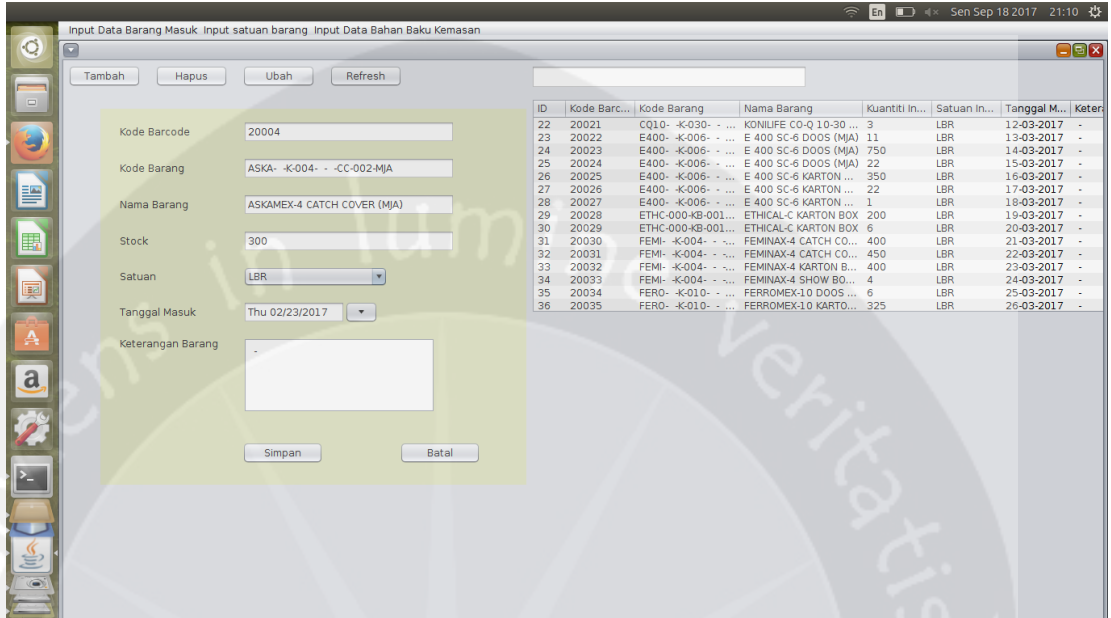 En Sen Sep 18 2017 21:10
Input Data Barang Masuk Input satuan barang Input Data Bahan Baku Kemasan
Tambah Hapus Ubah Refresh
Kode Barcode 20004
Kode Barang ASKA- -K-004- - -CC-002-MJA
Nama Barang ASKAMEX-4 CATCH COVER (MJA)
Stock 300
Satuan LBR
Tanggal Masuk Thu 02/23/2017
Keterangan Barang -
Simpan Batal
ID Kode Barc... Kode Barang Nama Barang Kuantiti In... Satuan In... Tanggal M... Keter
22 20021 CQ10- -K-030- - ... KONILIFE CO-Q 10-30 ... 3 LBR 12-03-2017 -
23 20022 E400- -K-006- - ... E 400 SC-6 DOOS (MJA) 11 LBR 13-03-2017 -
24 20023 E400- -K-006- - ... E 400 SC-6 DOOS (MJA) 750 LBR 14-03-2017 -
25 20024 E400- -K-006- - ... E 400 SC-6 DOOS (MJA) 22 LBR 15-03-2017 -
26 20025 E400- -K-006- - ... E 400 SC-6 KARTON ... 350 LBR 16-03-2017 -
27 20026 E400- -K-006- - ... E 400 SC-6 KARTON ... 22 LBR 17-03-2017 -
28 20027 E400- -K-006- - ... E 400 SC-6 KARTON ... 1 LBR 18-03-2017 -
29 20028 ETHC-000-KB-001... ETHICAL-C KARTON BOX 200 LBR 19-03-2017 -
30 20029 ETHC-000-KB-001... ETHICAL-C KARTON BOX 6 LBR 20-03-2017 -
31 20030 FEMI- -K-004- - -... FEMINAX-4 CATCH CO... 400 LBR 21-03-2017 -
32 20031 FEMI- -K-004- - -... FEMINAX-4 CATCH CO... 450 LBR 22-03-2017 -
33 20032 FEMI- -K-004- - -... FEMINAX-4 KARTON B... 400 LBR 23-03-2017 -
34 20033 FEMI- -K-004- - -... FEMINAX-4 SHOW BO... 4 LBR 24-03-2017 -
35 20034 FERO- -K-010- - ... FERROMEX-10 DOOS ... 6 LBR 25-03-2017 -
36 20035 FERO- -K-010- - ... FERROMEX-10 KARTO... 325 LBR 26-03-2017 -